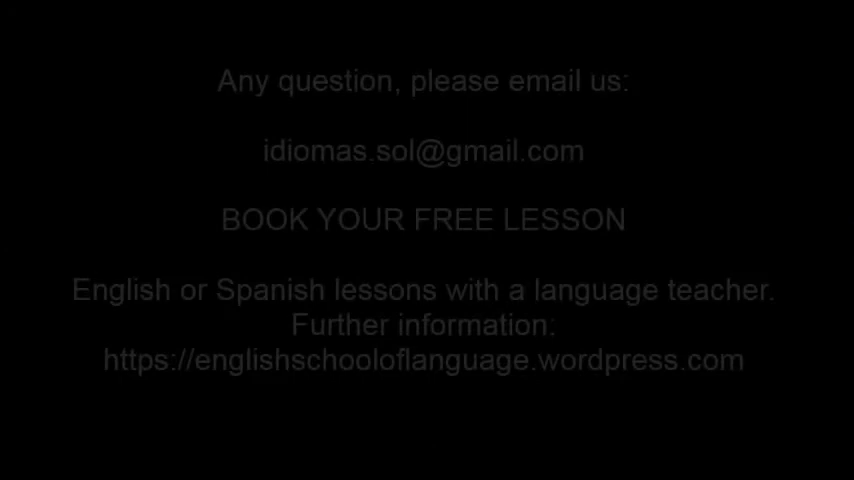 Any question, please email us:
idiomas.sol@gmail.com
BOOK YOUR FREE LESSON
English or Spanish lessons with a language teacher.
Further information:
https://englishschooloflanguage.wordpress.com